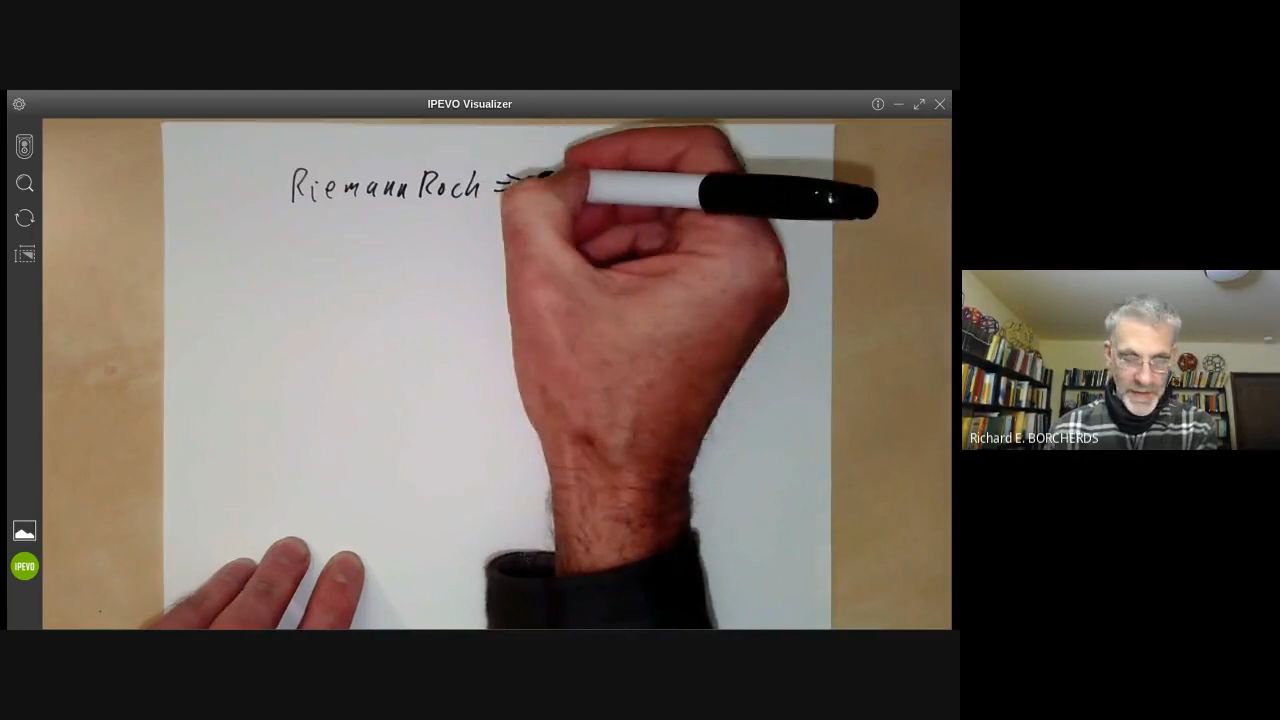 IPEVO Visualizer
Riemann Roch ⇒
Richard E. BORCHERDS
IPEVO